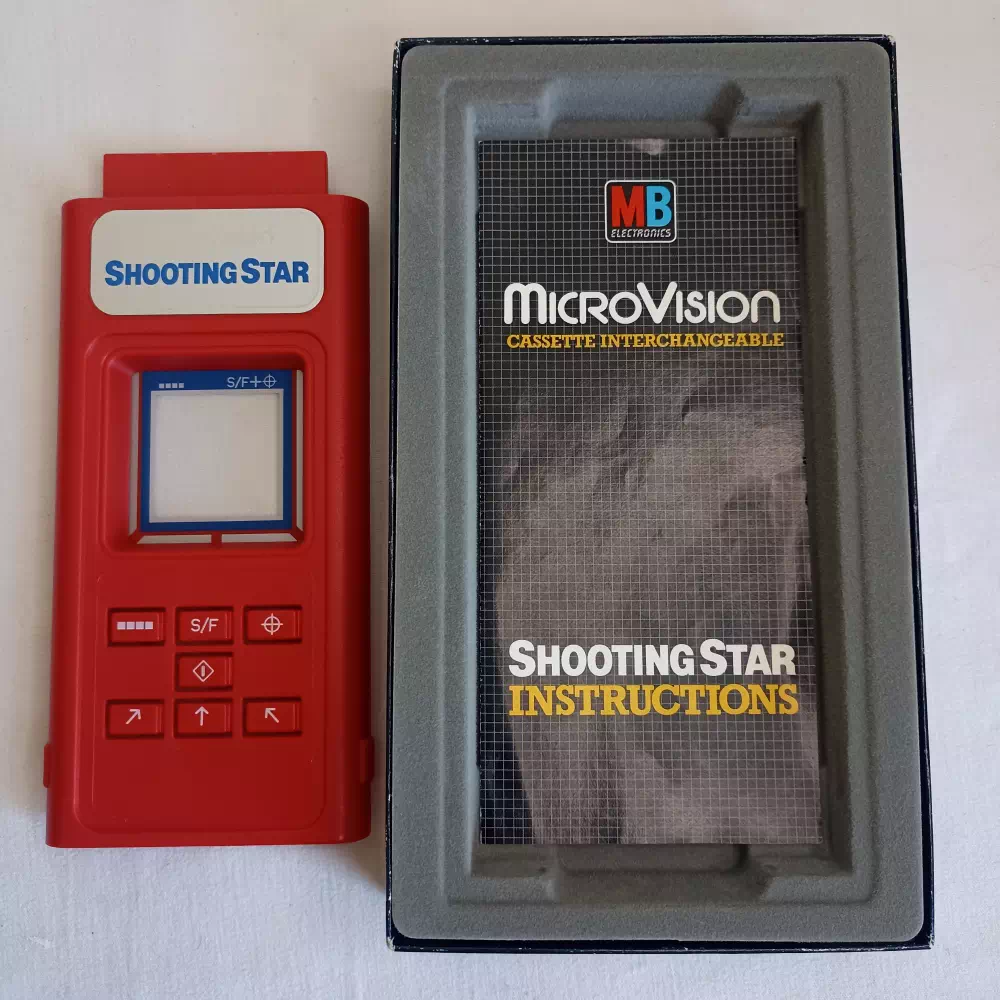 SHOOTING STAR
S/F
S/F
MB
ELECTRONICS
MICROVISION
CASSETTE INTERCHANGEABLE
SHOOTING STAR
INSTRUCTIONS